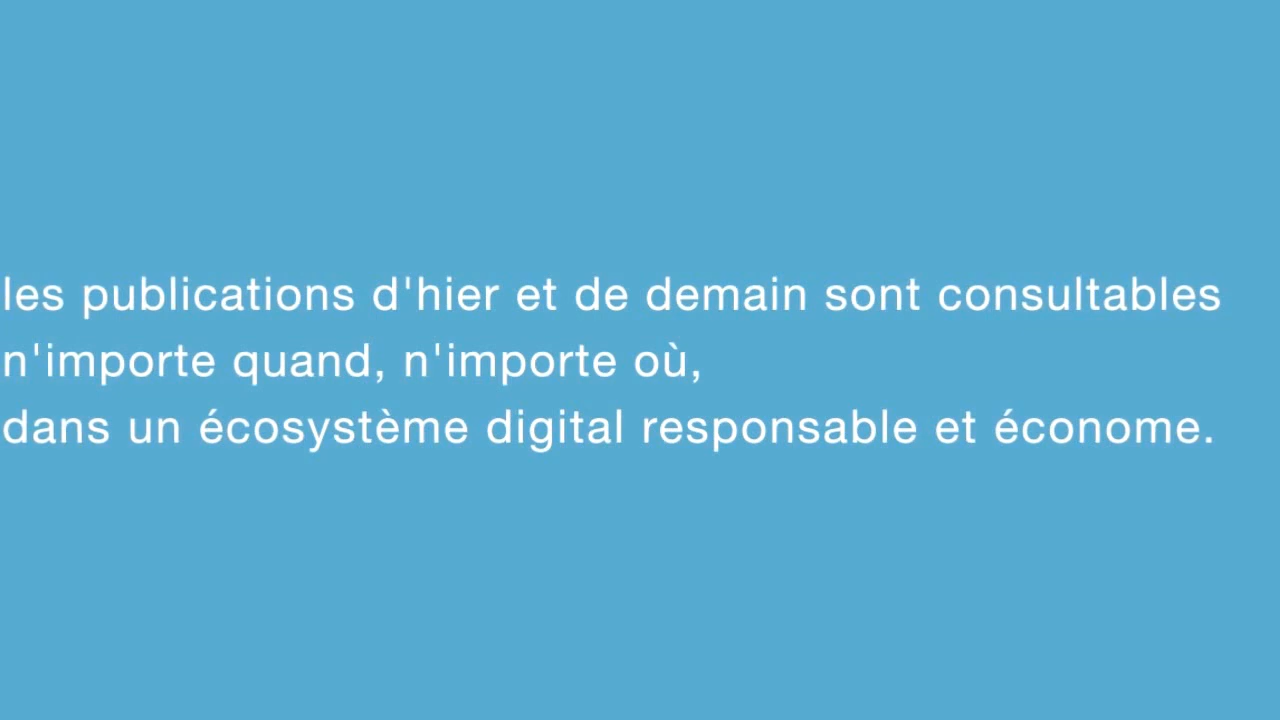 les publications d'hier et de demain sont consultables
n'importe quand, n'importe où,
dans un écosystème digital responsable et économe.